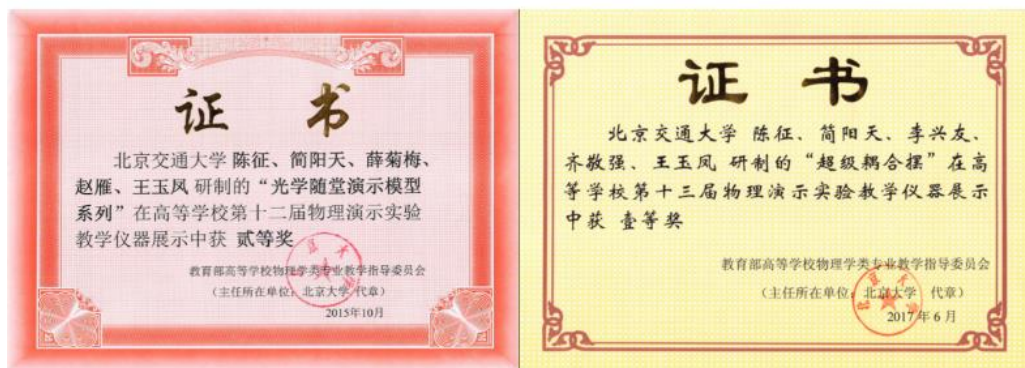 证 书
北京交通大学 陈征、简阳天、薛菊梅、
赵雁、王玉凤 研制的“光学随堂演示模型
系列”在高等学校第十二届物理演示实验
教学仪器展示中获 贰等奖
教育部高等学校物理学类专业教学指导委员会
(主任所在单位:北京大学 代章)
2015年10月
证 书
北京交通大学 陈征、简阳天、李兴友、
齐敬强、王玉凤 研制的“超级耦合摆”在高
等学校第十三届物理演示实验教学仪器展示
中获 壹等奖
教育部高等学校物理学类专业教学指导委员会
(主任所在单位:北京大学 代章)
2017年6月